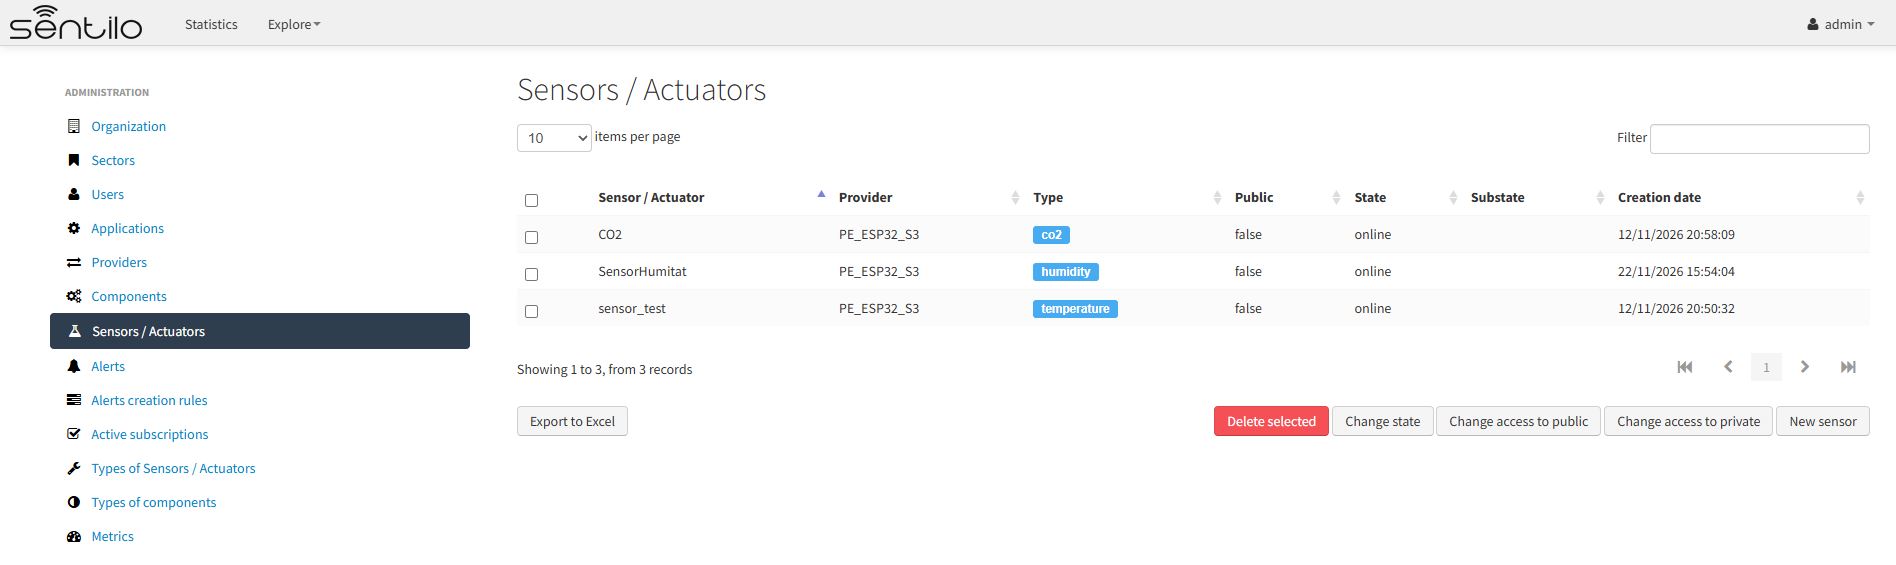 sentilo Statistics Explore admin
ADMINISTRATION
Organization
Sectors
Users
Applications
Providers
Components
Sensors / Actuators
Alerts
Alerts creation rules
Active subscriptions
Types of Sensors / Actuators
Types of components
Metrics
Sensors / Actuators
10 items per page Filter
Sensor / Actuator Provider Type Public State Substate Creation date
CO2 PE_ESP32_S3 co2 false online 12/11/2026 20:58:09
SensorHumitat PE_ESP32_S3 humidity false online 22/11/2026 15:54:04
sensor_test PE_ESP32_S3 temperature false online 12/11/2026 20:50:32
Showing 1 to 3, from 3 records 1
Export to Excel Delete selected Change state Change access to public Change access to private New sensor